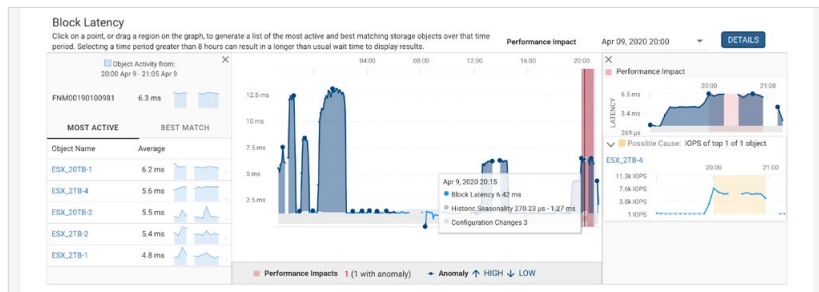 Block Latency
Click on a point, or drag a region on the graph, to generate a list of the most active and best matching storage objects over that time
period. Selecting a time period greater than 8 hours can result in a longer than usual wait time to display results.
Performance Impact
Apr 09, 2020 20:00
DETAILS
Object Activity from:
20:00 Apr 9 - 21:05 Apr 9
FNM00190100981 6.3 ms
MOST ACTIVE BEST MATCH
Object Name Average
ESX_20TB-1 6.2 ms
ESX_2TB-4 5.6 ms
ESX_20TB-2 5.5 ms
ESX_2TB-2 5.4 ms
ESX_2TB-1 4.8 ms
04:00 08:00 12:00 16:00 20:00
12.5 ms
10 ms
7.5 ms
5 ms
2.5 ms
Apr 9, 2020 20:15
Block Latency 6.42 ms
Historic Seasonality 270.23 µs - 1.27 ms
Configuration Changes 3
Performance Impacts 1 (1 with anomaly) Anomaly HIGH LOW
Performance Impact
20:00 21:00
LATENCY
6.5 ms
3.4 ms
269 µs
Possible Cause: IOPS of top 1 of 1 object
ESX_2TB-4
20:00 21:00
11.3k IOPS
7.6k IOPS
3.8k IOPS
1 IOPS